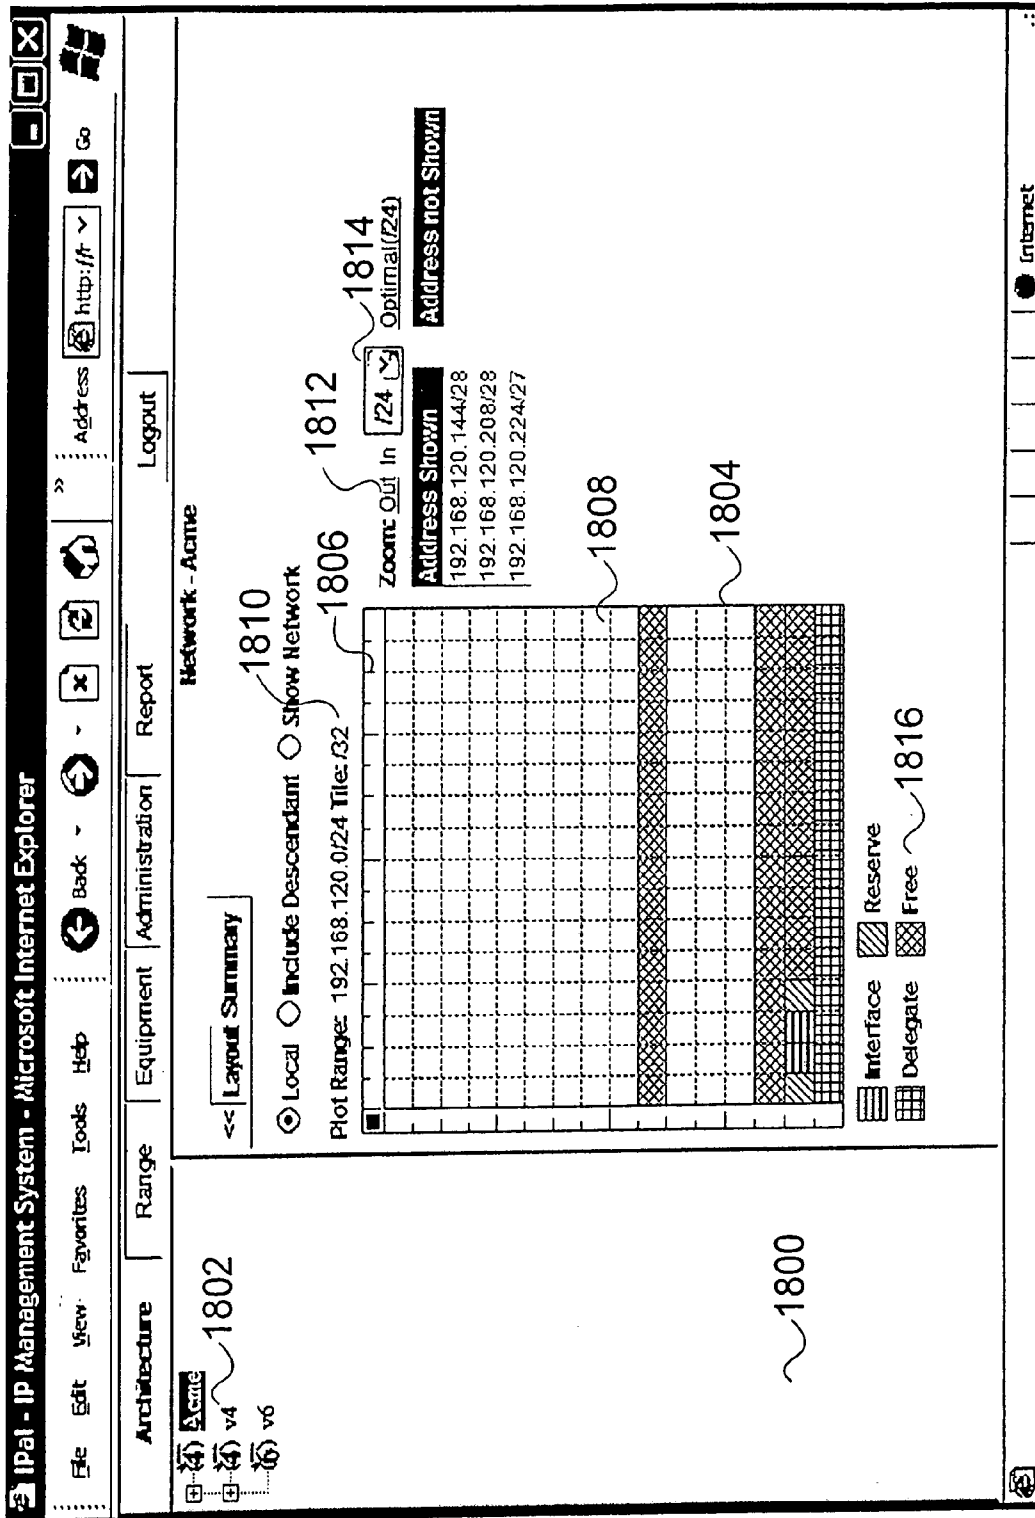 IPal - IP Management System - Microsoft Internet Explorer
File Edit View Favorites Tools Help
Back
»
Address http://r Go
Architecture Range Equipment Administration Report Logout
Acme
v4
v6
1802
1800
Network - Acme
<< Layout Summary
Local Include Descendant Show Network
1810
Plot Range: 192.168.120.0/24 Tile: /32
1806
1812
1814
Zoom: Out In /24 Optimal(/24)
Address Shown Address not Shown
192.168.120.144/28
192.168.120.208/28
192.168.120.224/27
1808
1804
Interface Reserve
Delegate Free
1816
Internet